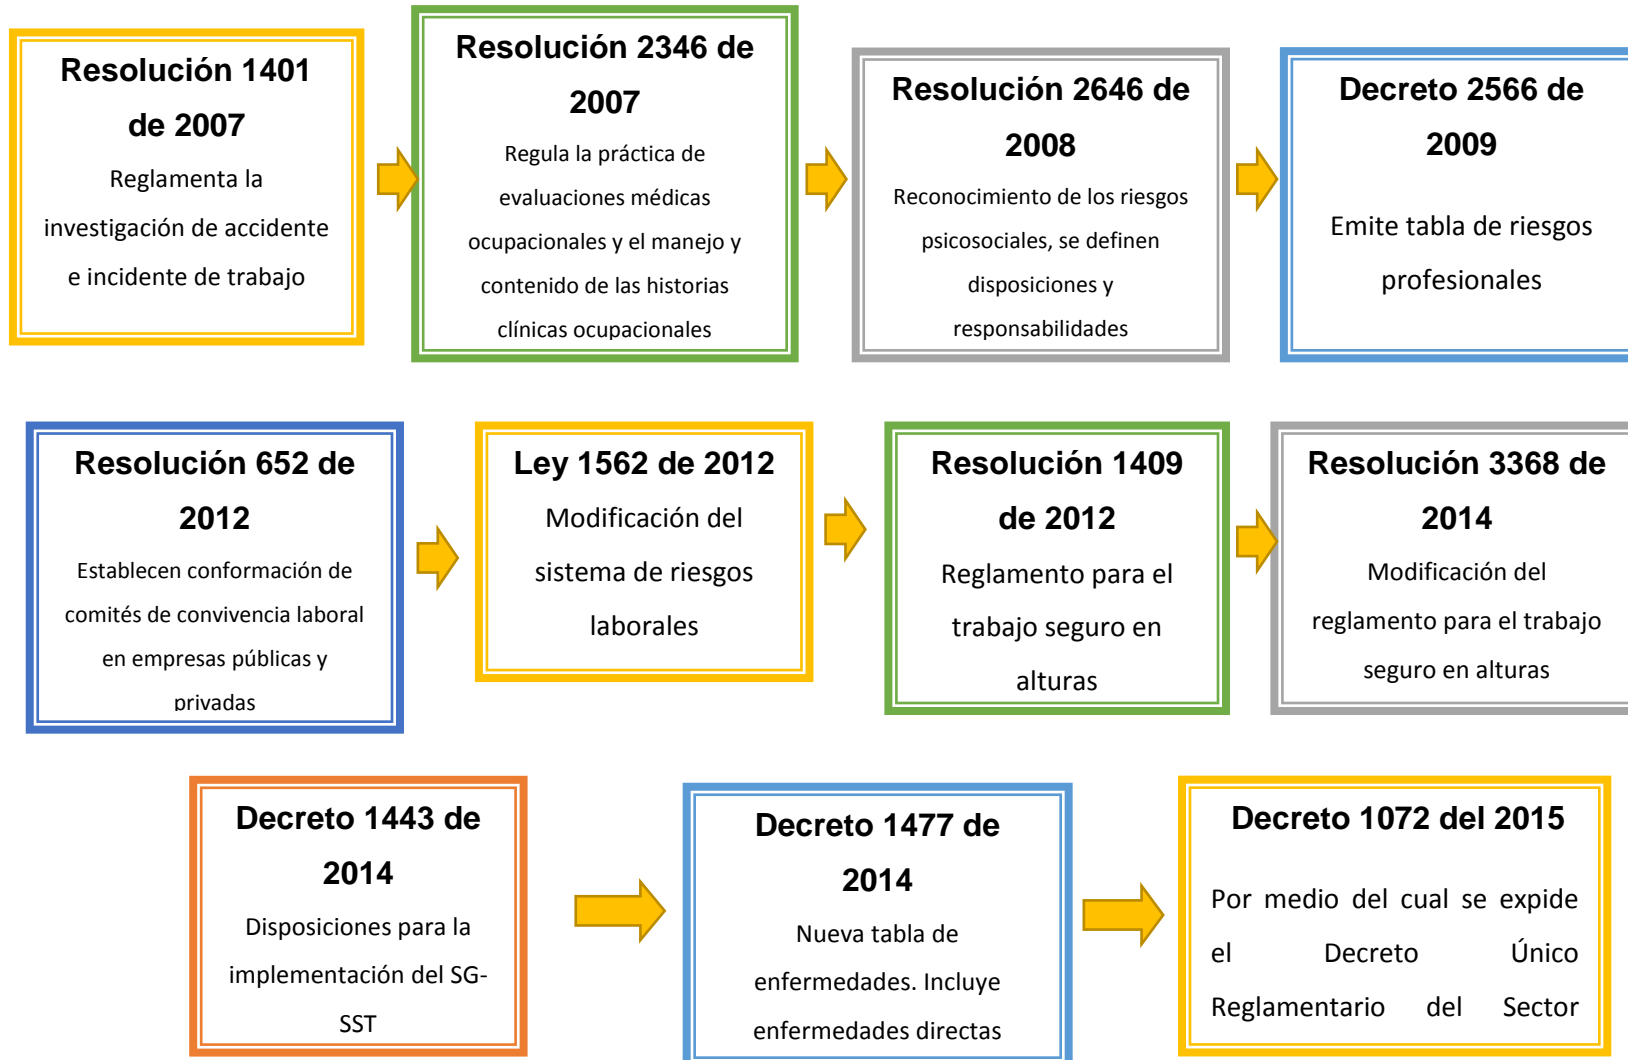 Resolución 1401
de 2007
Reglamenta la
investigación de accidente
e incidente de trabajo
Resolución 2346 de
2007
Regula la práctica de
evaluaciones médicas
ocupacionales y el manejo y
contenido de las historias
clínicas ocupacionales
Resolución 2646 de
2008
Reconocimiento de los riesgos
psicosociales, se definen
disposiciones y
responsabilidades
Decreto 2566 de
2009
Emite tabla de riesgos
profesionales
Resolución 652 de
2012
Establecen conformación de
comités de convivencia laboral
en empresas públicas y
privadas
Ley 1562 de 2012
Modificación del
sistema de riesgos
laborales
Resolución 1409
de 2012
Reglamento para el
trabajo seguro en
alturas
Resolución 3368 de
2014
Modificación del
reglamento para el trabajo
seguro en alturas
Decreto 1443 de
2014
Disposiciones para la
implementación del SG-
SST
Decreto 1477 de
2014
Nueva tabla de
enfermedades. Incluye
enfermedades directas
Decreto 1072 del 2015
Por medio del cual se expide
el Decreto Único
Reglamentario del Sector